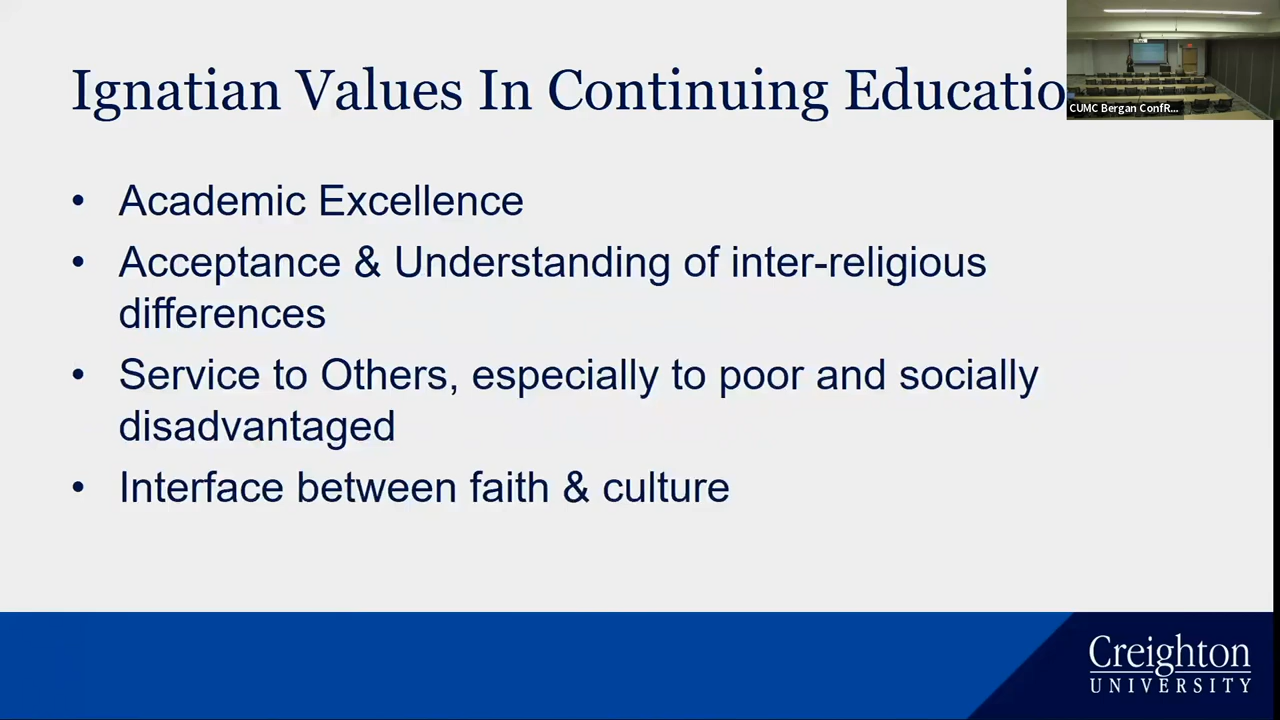 Ignatian Values In Continuing Educatio
CUMC Bergan ConfR...
• Academic Excellence
• Acceptance & Understanding of inter-religious
differences
• Service to Others, especially to poor and socially
disadvantaged
• Interface between faith & culture
Creighton
UNIVERSITY